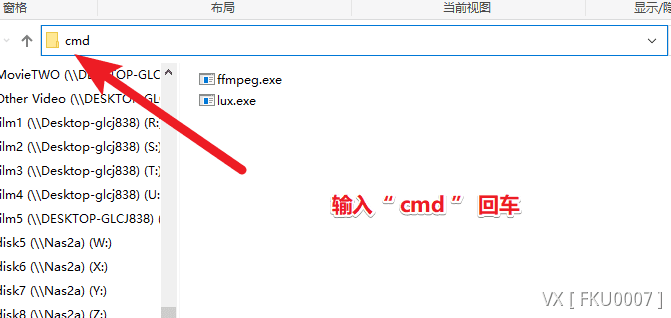 窗格 布局 当前视图 显示/隐
cmd
MovieTWO (\\DESKTOP-GLC
Other Video (\\DESKTOP-GL
ilm1 (\\Desktop-glcj838) (R:
ilm2 (\\Desktop-glcj838) (S:)
ilm3 (\\Desktop-glcj838) (T:)
ilm4 (\\Desktop-glcj838) (U:
ilm5 (\\DESKTOP-GLCJ838) (
disk5 (\\Nas2a) (W:)
disk6 (\\Nas2a) (X:)
disk7 (\\Nas2a) (Y:)
disk8 (\\Nas2a) (Z:)
ffmpeg.exe
lux.exe
输入“ cmd ” 回车
VX [ FKU0007 ]